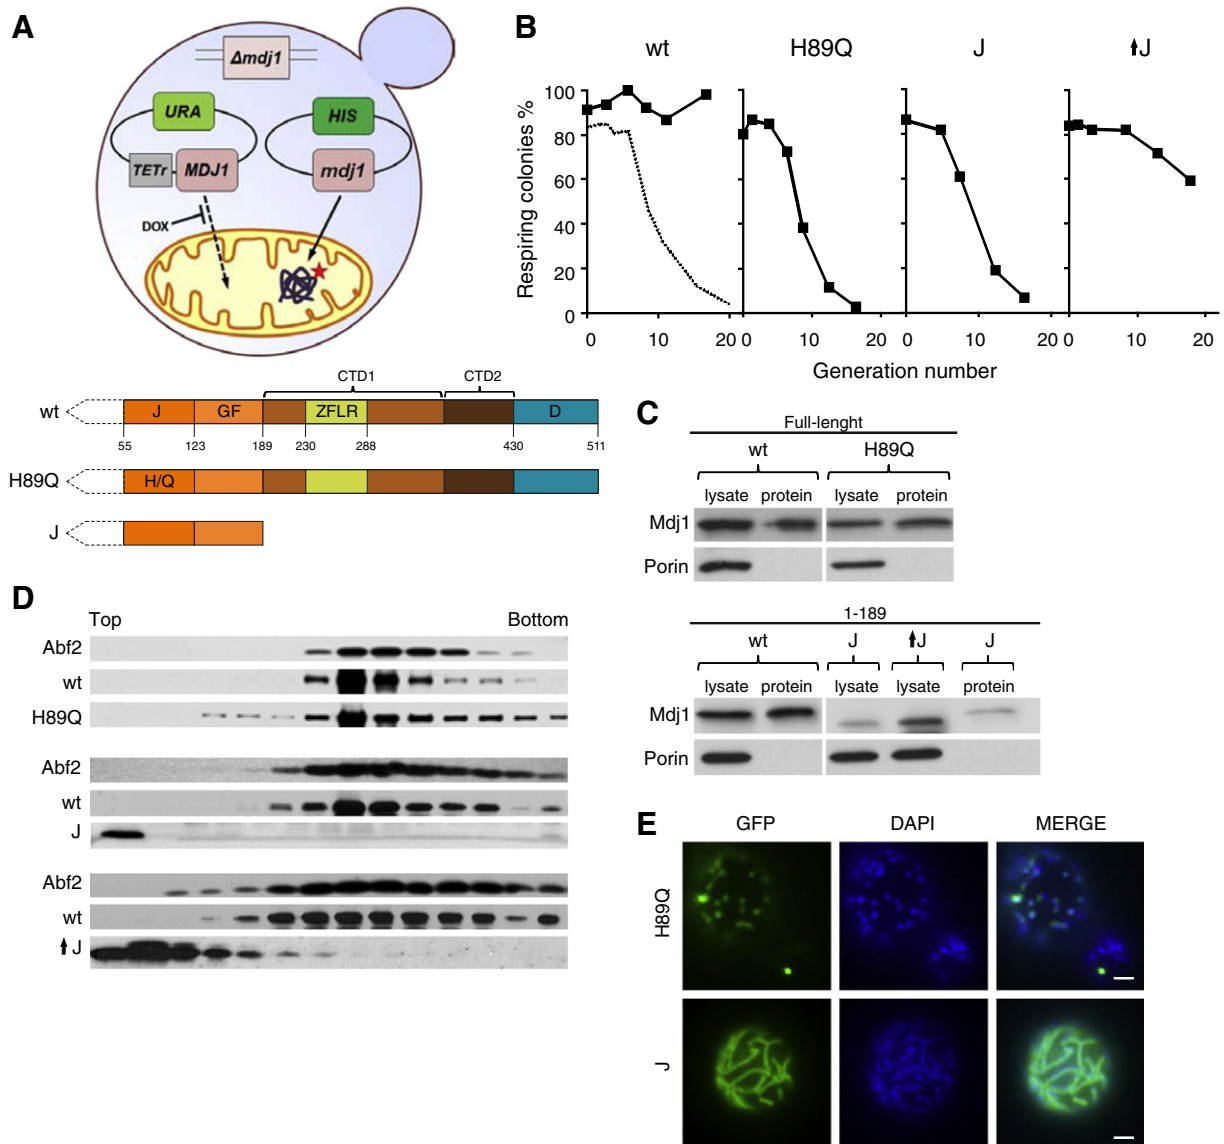 A
Δmdj1
URA
HIS
TETr
MDJ1
mdj1
DOX
CTD1
CTD2
wt
J
GF
ZFLR
D
55
123
189
230
288
430
511
H89Q
H/Q
J
B
wt
H89Q
J
J
Respiring colonies %
100
80
60
40
20
0
0
10
20
0
10
20
0
10
20
0
10
20
Generation number
C
Full-lenght
wt
H89Q
lysate
protein
lysate
protein
Mdj1
Porin
1-189
wt
J
J
J
lysate
protein
lysate
lysate
protein
Mdj1
Porin
D
Top
Bottom
Abf2
wt
H89Q
Abf2
wt
J
Abf2
wt
J
E
GFP
DAPI
MERGE
H89Q
J